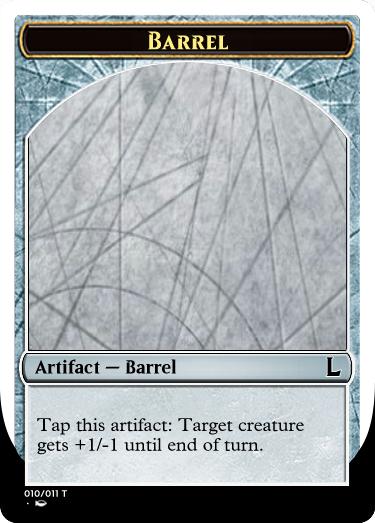 Barrel
Artifact — Barrel L
Tap this artifact: Target creature
gets +1/-1 until end of turn.
010/011 T